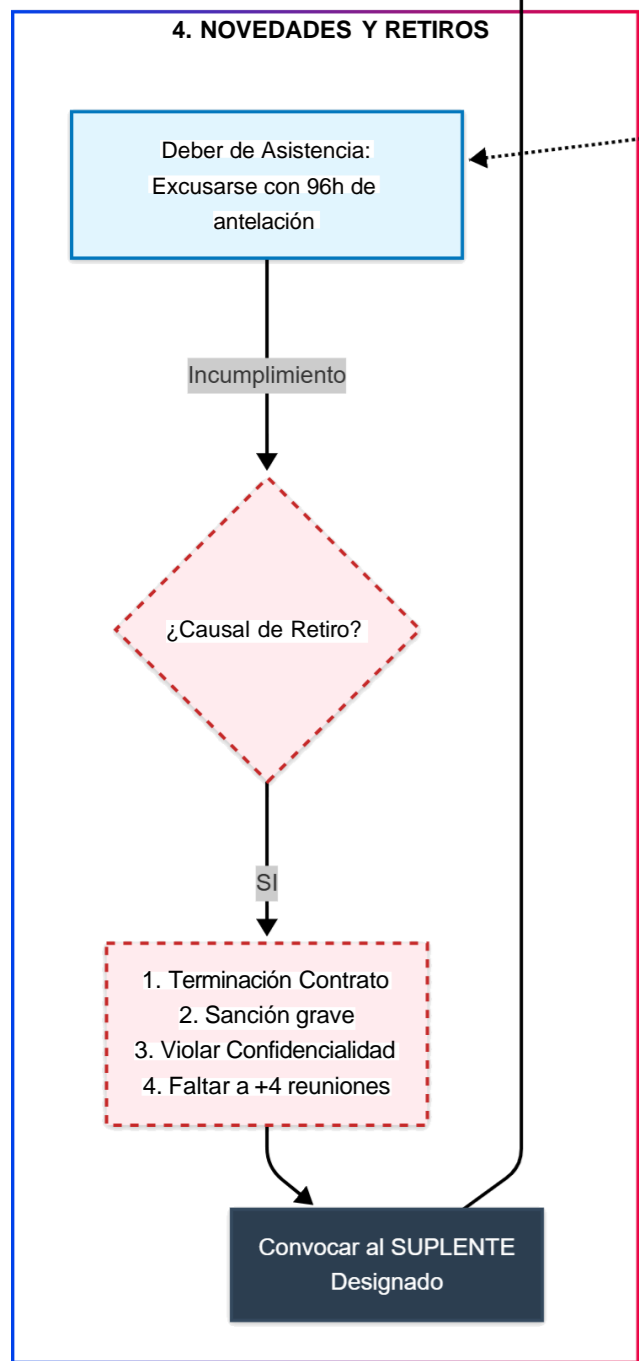 4. NOVEDADES Y RETIROS
Deber de Asistencia:
Excusarse con 96h de
antelación
Incumplimiento
¿Causal de Retiro?
SI
1. Terminación Contrato
2. Sanción grave
3. Violar Confidencialidad
4. Faltar a +4 reuniones
Convocar al SUPLENTE
Designado